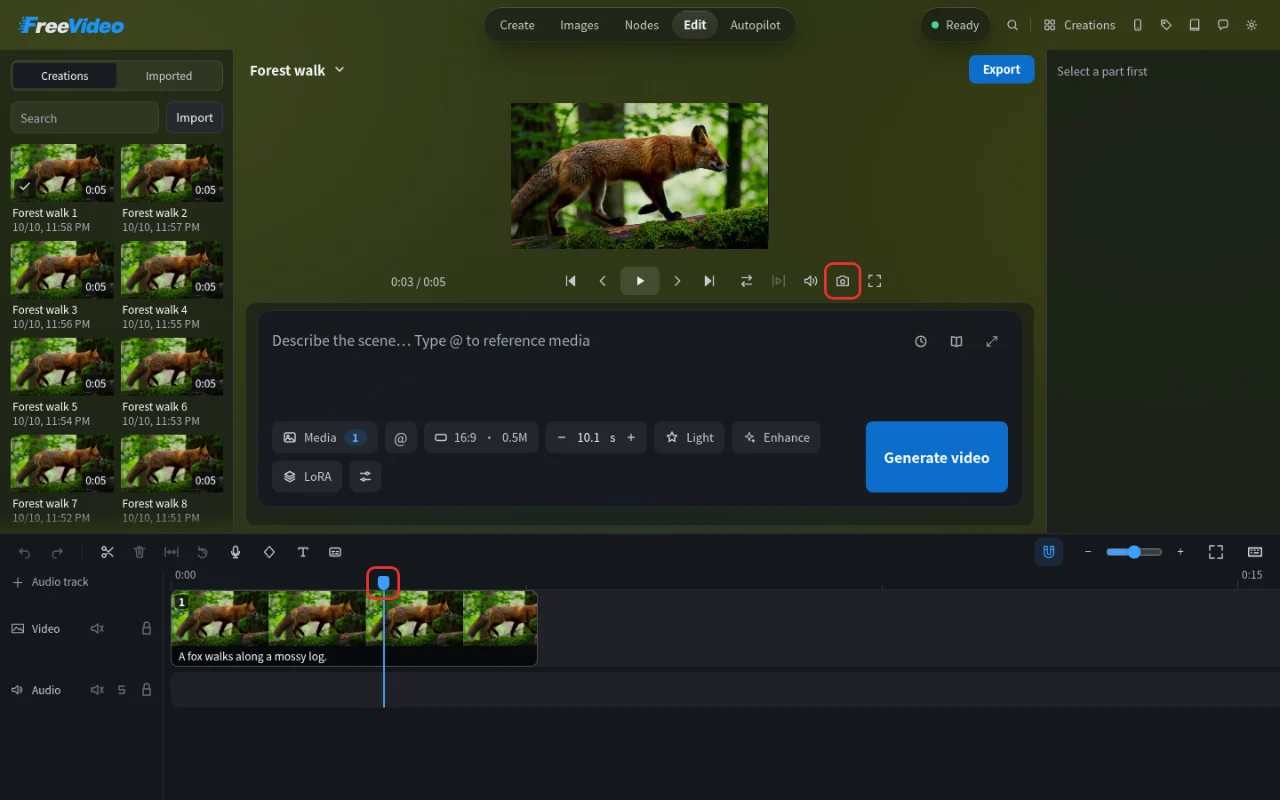 FreeVideo
Create
Images
Nodes
Edit
Autopilot
Ready
Creations
Creations
Imported
Search
Import
0:05
Forest walk 1
10/10, 11:58 PM
0:05
Forest walk 2
10/10, 11:57 PM
0:05
Forest walk 3
10/10, 11:56 PM
0:05
Forest walk 4
10/10, 11:55 PM
0:05
Forest walk 5
10/10, 11:54 PM
0:05
Forest walk 6
10/10, 11:53 PM
0:05
Forest walk 7
10/10, 11:52 PM
0:05
Forest walk 8
10/10, 11:51 PM
Forest walk
Export
0:03 / 0:05
Describe the scene... Type @ to reference media
Media 1
@
16:9 · 0.5M
− 10.1 s +
Light
Enhance
LoRA
Generate video
Select a part first
T
− +
+ Audio track
0:00
0:15
Video
1
A fox walks along a mossy log.
Audio
S